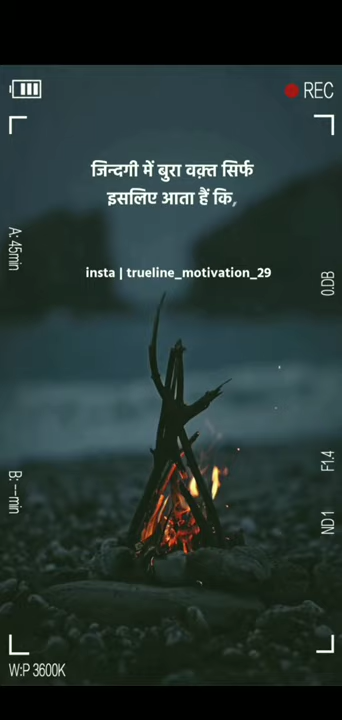 REC
जिन्दगी में बुरा वक़्त सिर्फ
इसलिए आता हैं कि,
A: 45min
0.DB
insta | trueline_motivation_29
F1.4
B: --min
ND1
W:P 3600K